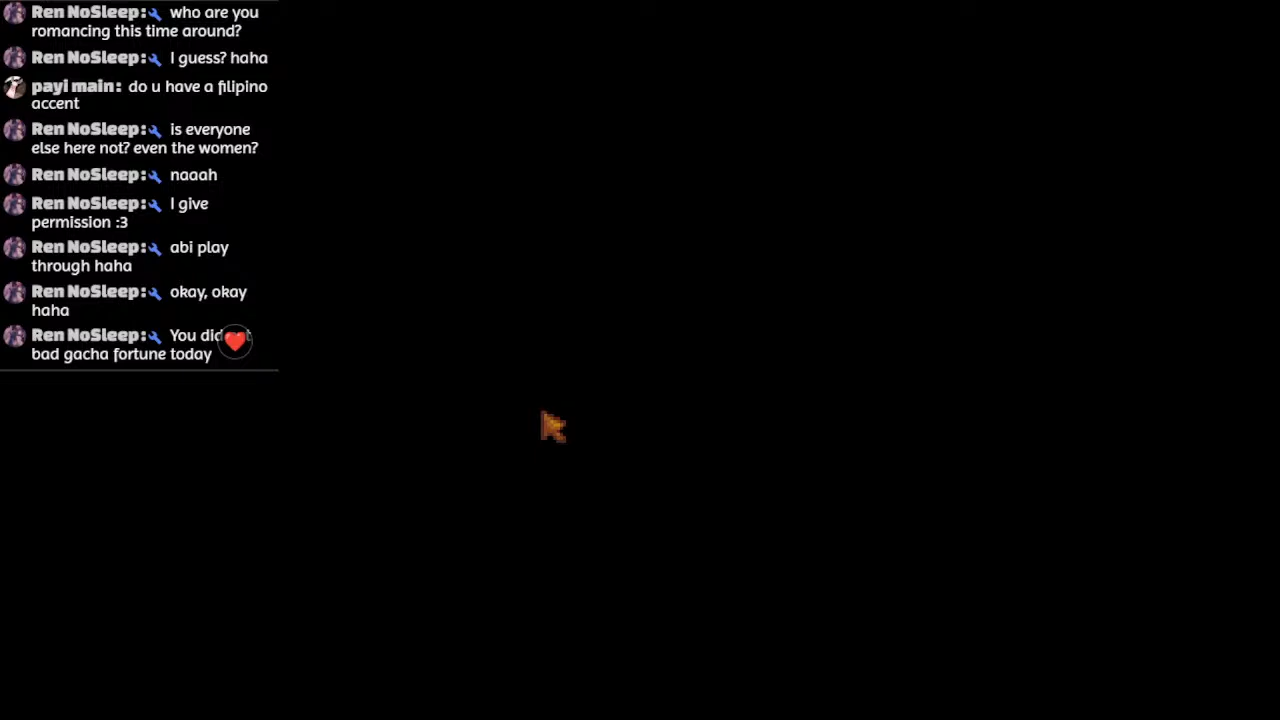 Ren NoSleep: who are you
romancing this time around?
Ren NoSleep: I guess? haha
payi main: do u have a filipino
accent
Ren NoSleep: is everyone
else here not? even the women?
Ren NoSleep: naaah
Ren NoSleep: I give
permission :3
Ren NoSleep: abi play
through haha
Ren NoSleep: okay, okay
haha
Ren NoSleep: You
bad gacha fortune today